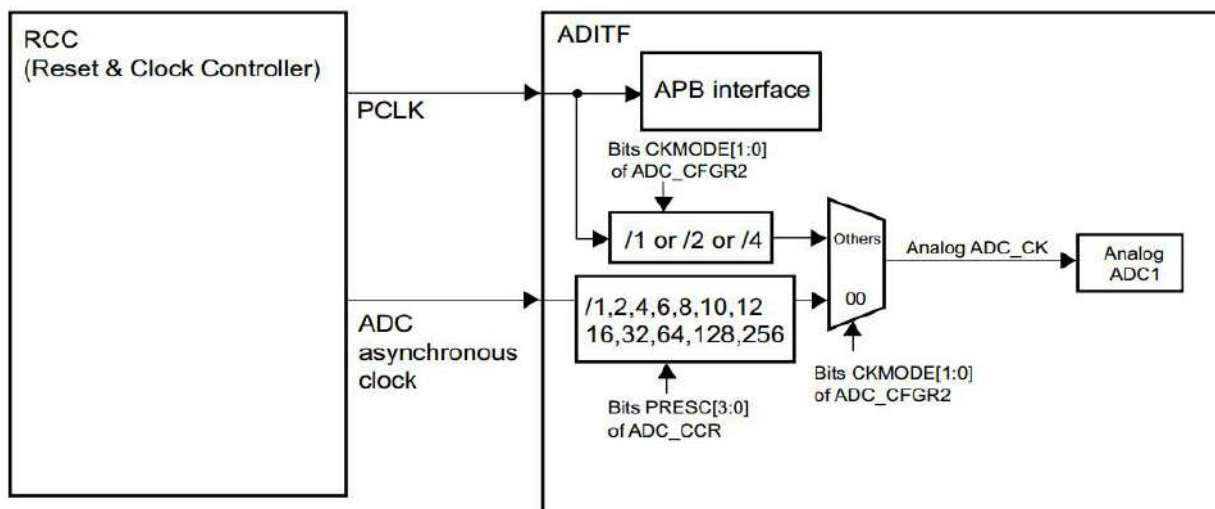 RCC
(Reset & Clock Controller)
PCLK
ADC
asynchronous
clock
ADITF
APB interface
Bits CKMODE[1:0]
of ADC_CFGR2
/1 or /2 or /4
Others
00
Analog ADC_CK
Analog
ADC1
/1,2,4,6,8,10,12
16,32,64,128,256
Bits CKMODE[1:0]
of ADC_CFGR2
Bits PRESC[3:0]
of ADC_CCR